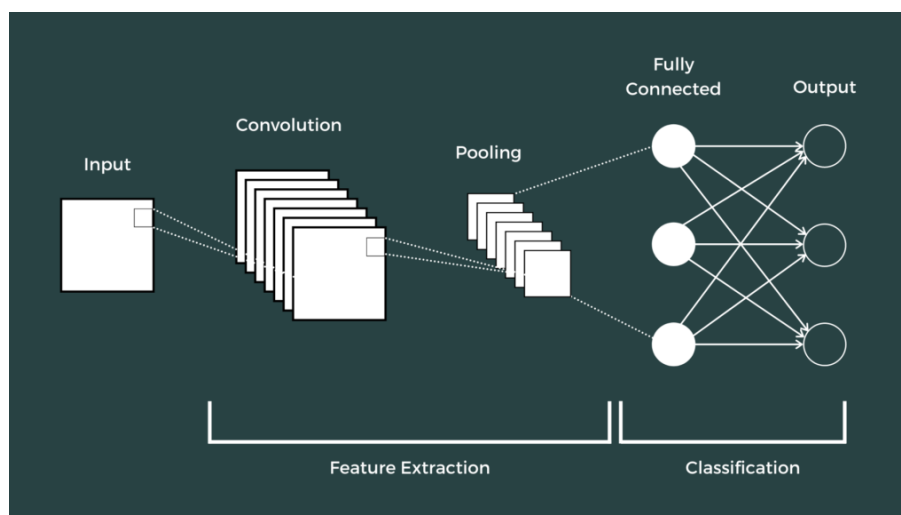 Input
Convolution
Pooling
Fully
Connected
Output
Feature Extraction
Classification